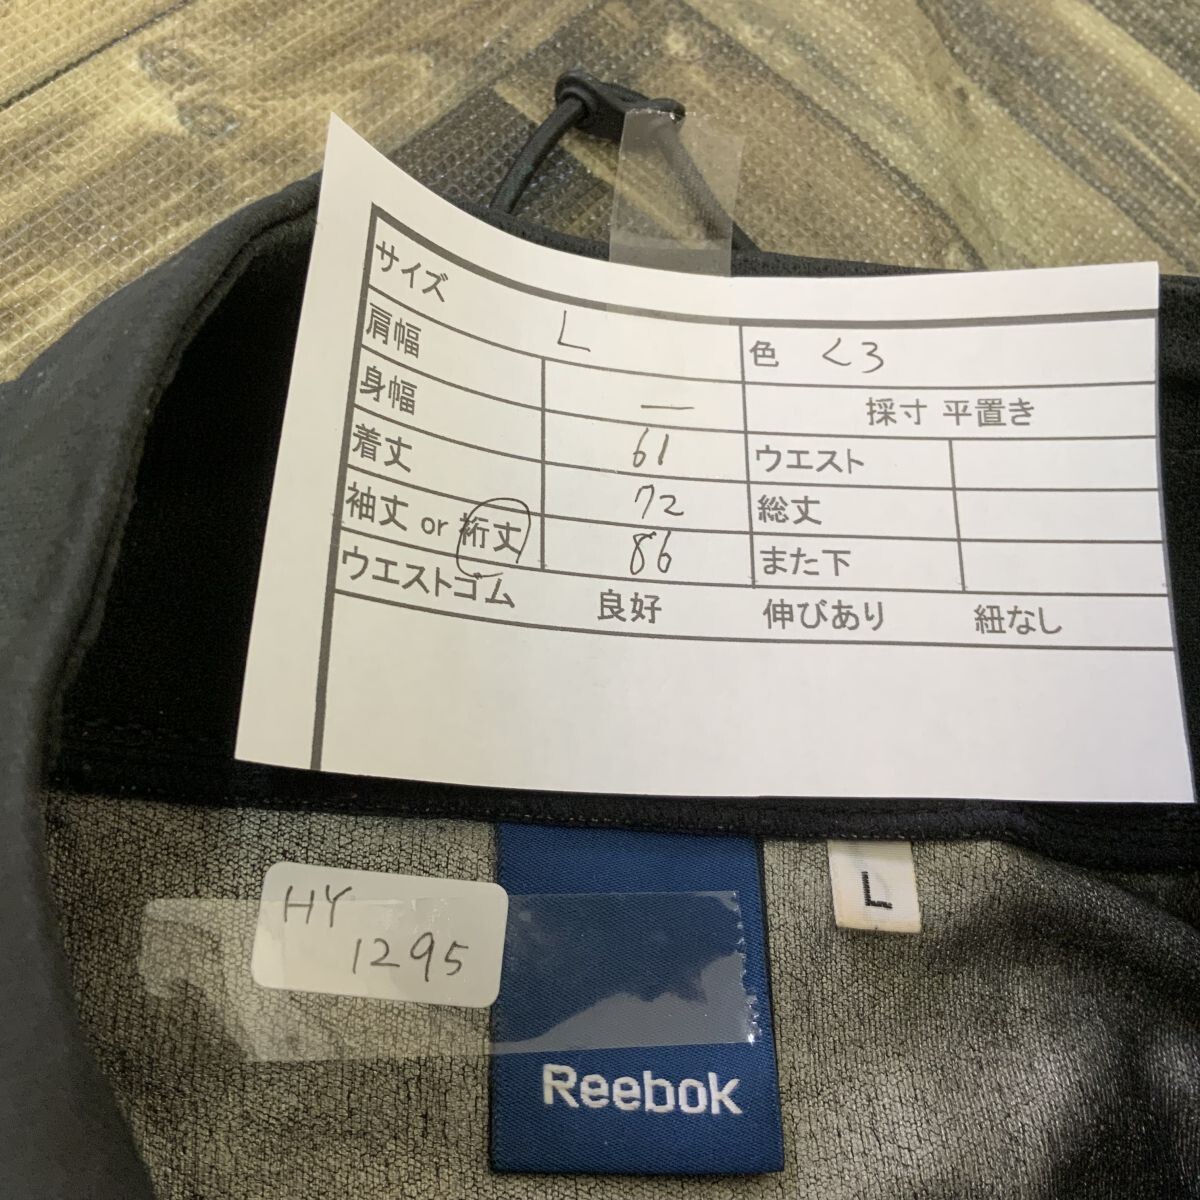 サイズ L 色 くろ
肩幅 — 採寸 平置き
身幅 61 ウエスト
着丈 72 総丈
袖丈 or 裄丈 86 また下
ウエストゴム 良好 伸びあり 紐なし
HY
1295
L
Reebok